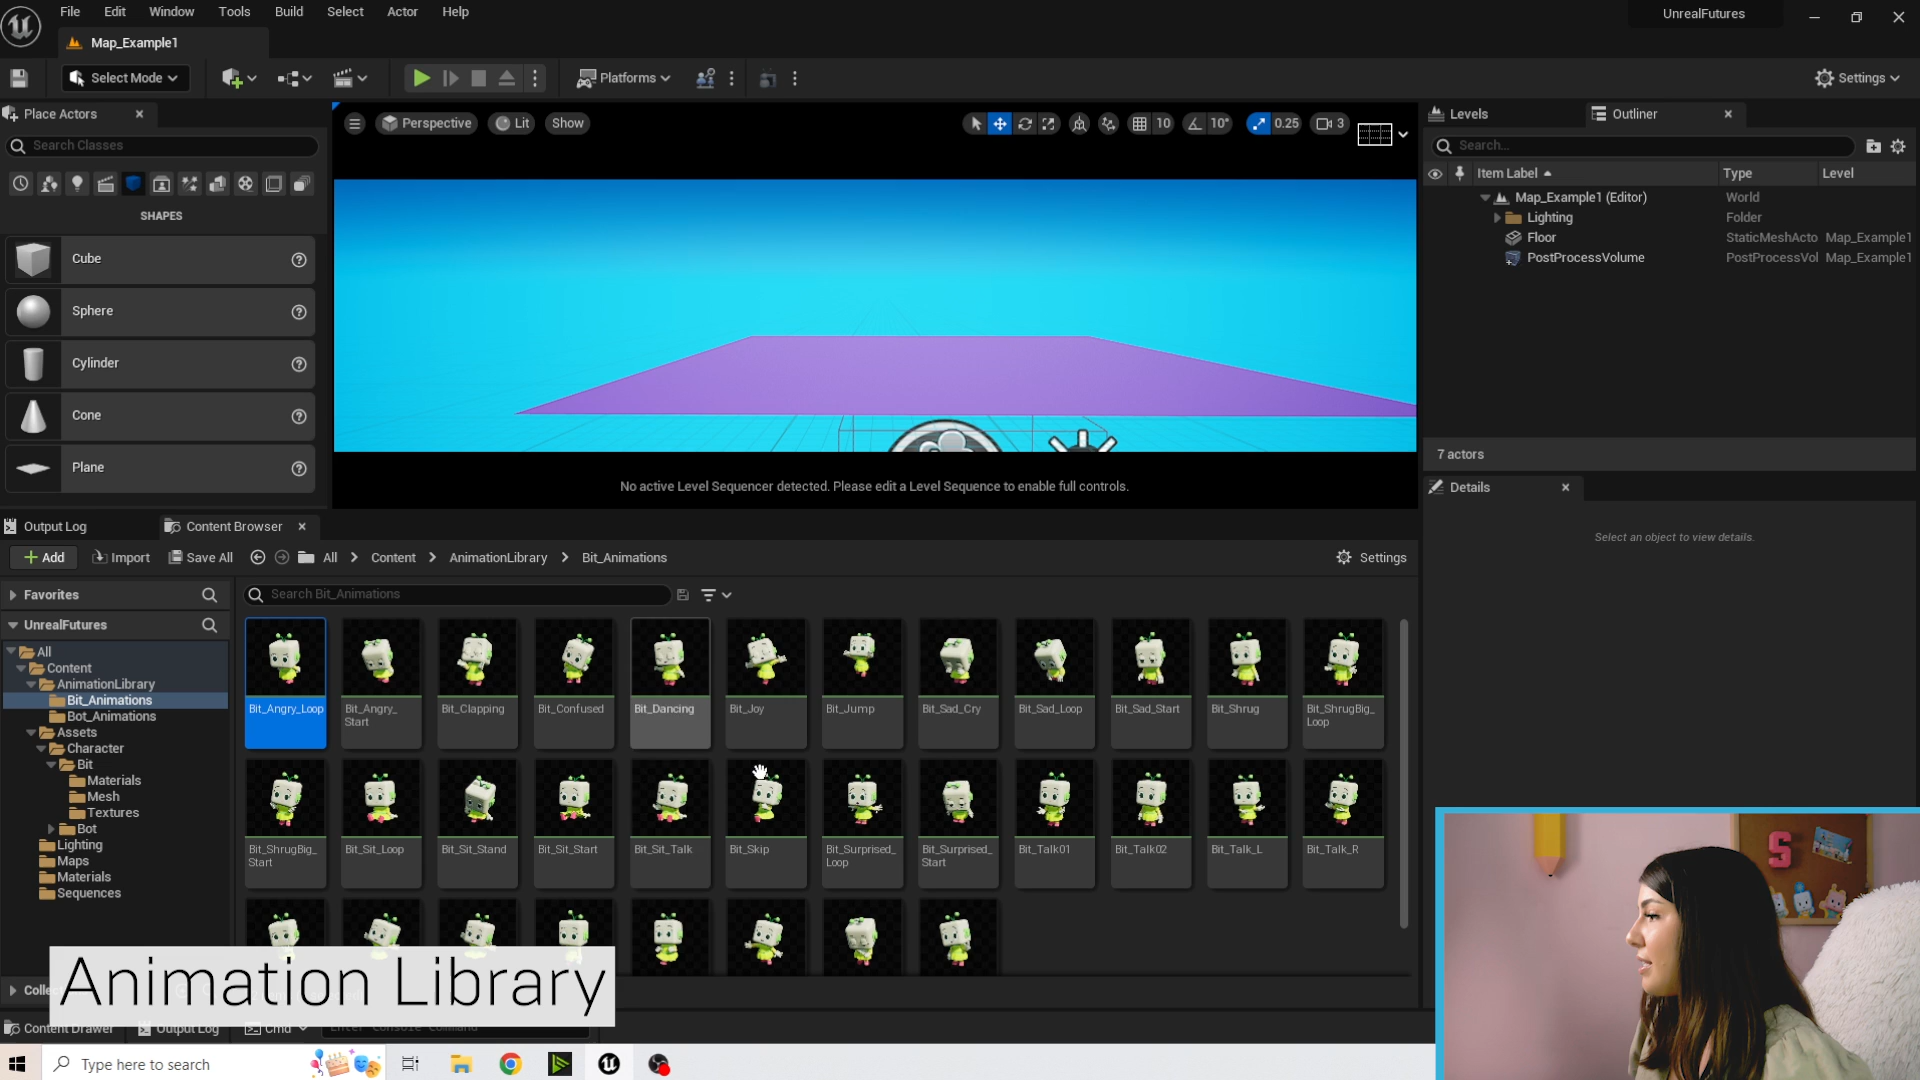 File Edit Window Tools Build Select Actor Help UnrealFutures
Map_Example1
Select Mode Platforms Settings
Place Actors
Search Classes
SHAPES
Cube
Sphere
Cylinder
Cone
Plane
Perspective Lit Show 10 10° 0.25 3
No active Level Sequencer detected. Please edit a Level Sequence to enable full controls.
Levels Outliner
Search...
Item Label Type Level
Map_Example1 (Editor) World
Lighting Folder
Floor StaticMeshActo Map_Example1
PostProcessVolume PostProcessVol Map_Example1
7 actors
Details
Select an object to view details.
Output Log Content Browser
Add Import Save All All Content AnimationLibrary Bit_Animations Settings
Favorites
UnrealFutures
All
Content
AnimationLibrary
Bit_Animations
Bot_Animations
Assets
Character
Bit
Materials
Mesh
Textures
Bot
Lighting
Maps
Materials
Sequences
Search Bit_Animations
Bit_Angry_Loop Bit_Angry_ Bit_Clapping Bit_Confused Bit_Dancing Bit_Joy Bit_Jump Bit_Sad_Cry Bit_Sad_Loop Bit_Sad_Start Bit_Shrug Bit_ShrugBig_
Start Loop
Bit_ShrugBig_ Bit_Sit_Loop Bit_Sit_Stand Bit_Sit_Start Bit_Sit_Talk Bit_Skip Bit_Surprised_ Bit_Surprised_ Bit_Talk01 Bit_Talk02 Bit_Talk_L Bit_Talk_R
Start Loop Start
Animation Library
Content Drawer Output Log Cmd Enter Console Command
Type here to search
S